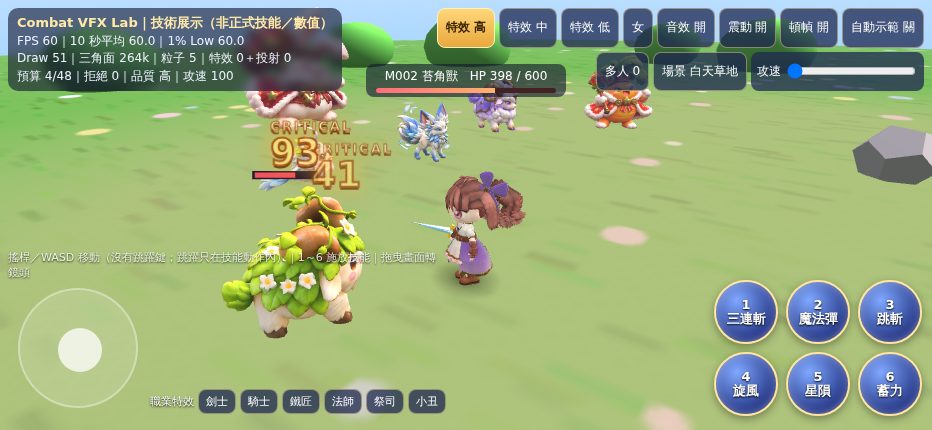 Combat VFX Lab｜技術展示（非正式技能／數值）
FPS 60｜10 秒平均 60.0｜1% Low 60.0
Draw 51｜三角面 264k｜粒子 5｜特效 0＋投射 0
預算 4/48｜拒絕 0｜品質 高｜攻速 100
特效 高
特效 中
特效 低
女
音效 開
震動 開
頓幀 開
自動示範 關
M002 苔角獸 HP 398 / 600
多人 0
場景 白天草地
攻速
CRITICAL
93
CRITICAL
41
搖桿／WASD 移動（沒有跳躍鍵；跳躍只在技能動作內）｜1～6 施放技能｜拖曳畫面轉
鏡頭
1
三連斬
2
魔法彈
3
跳斬
4
旋風
5
星隕
6
蓄力
職業特效
劍士
騎士
鐵匠
法師
祭司
小丑